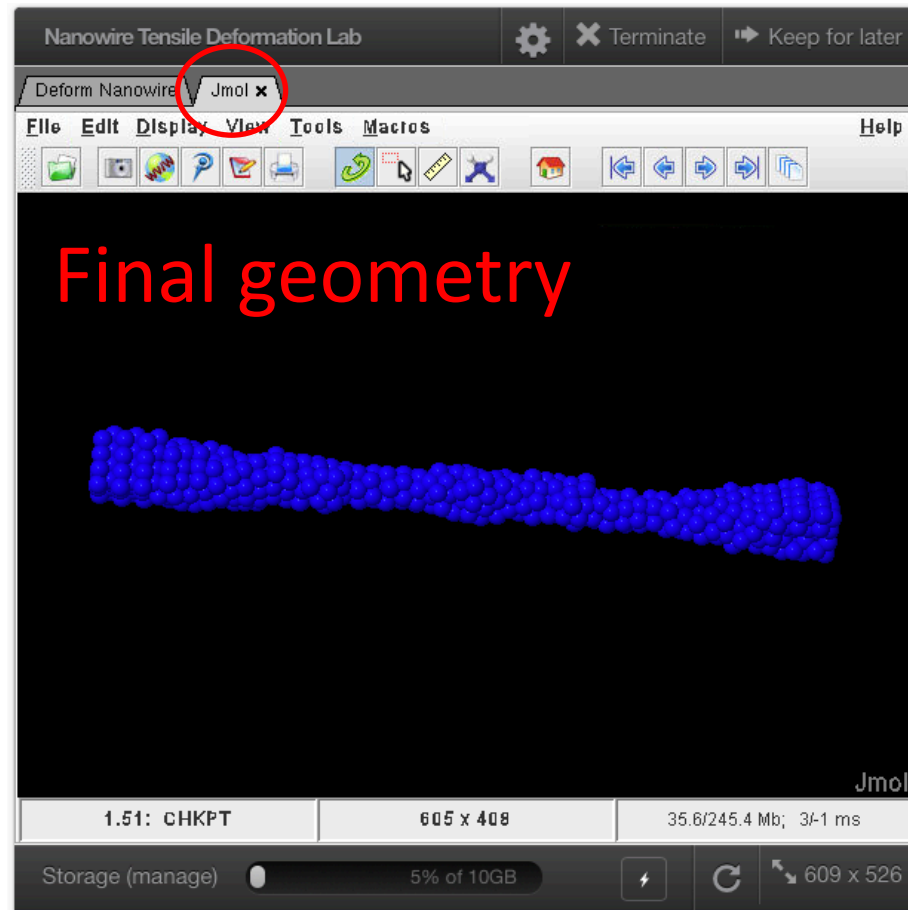 Nanowire Tensile Deformation Lab Terminate Keep for later
Deform Nanowire Jmol
File Edit Display View Tools Macros Help
Final geometry
Jmol
1.51: CHKPT 605 x 408 35.6/245.4 Mb; 3/-1 ms
Storage (manage) 5% of 10GB 609 x 526